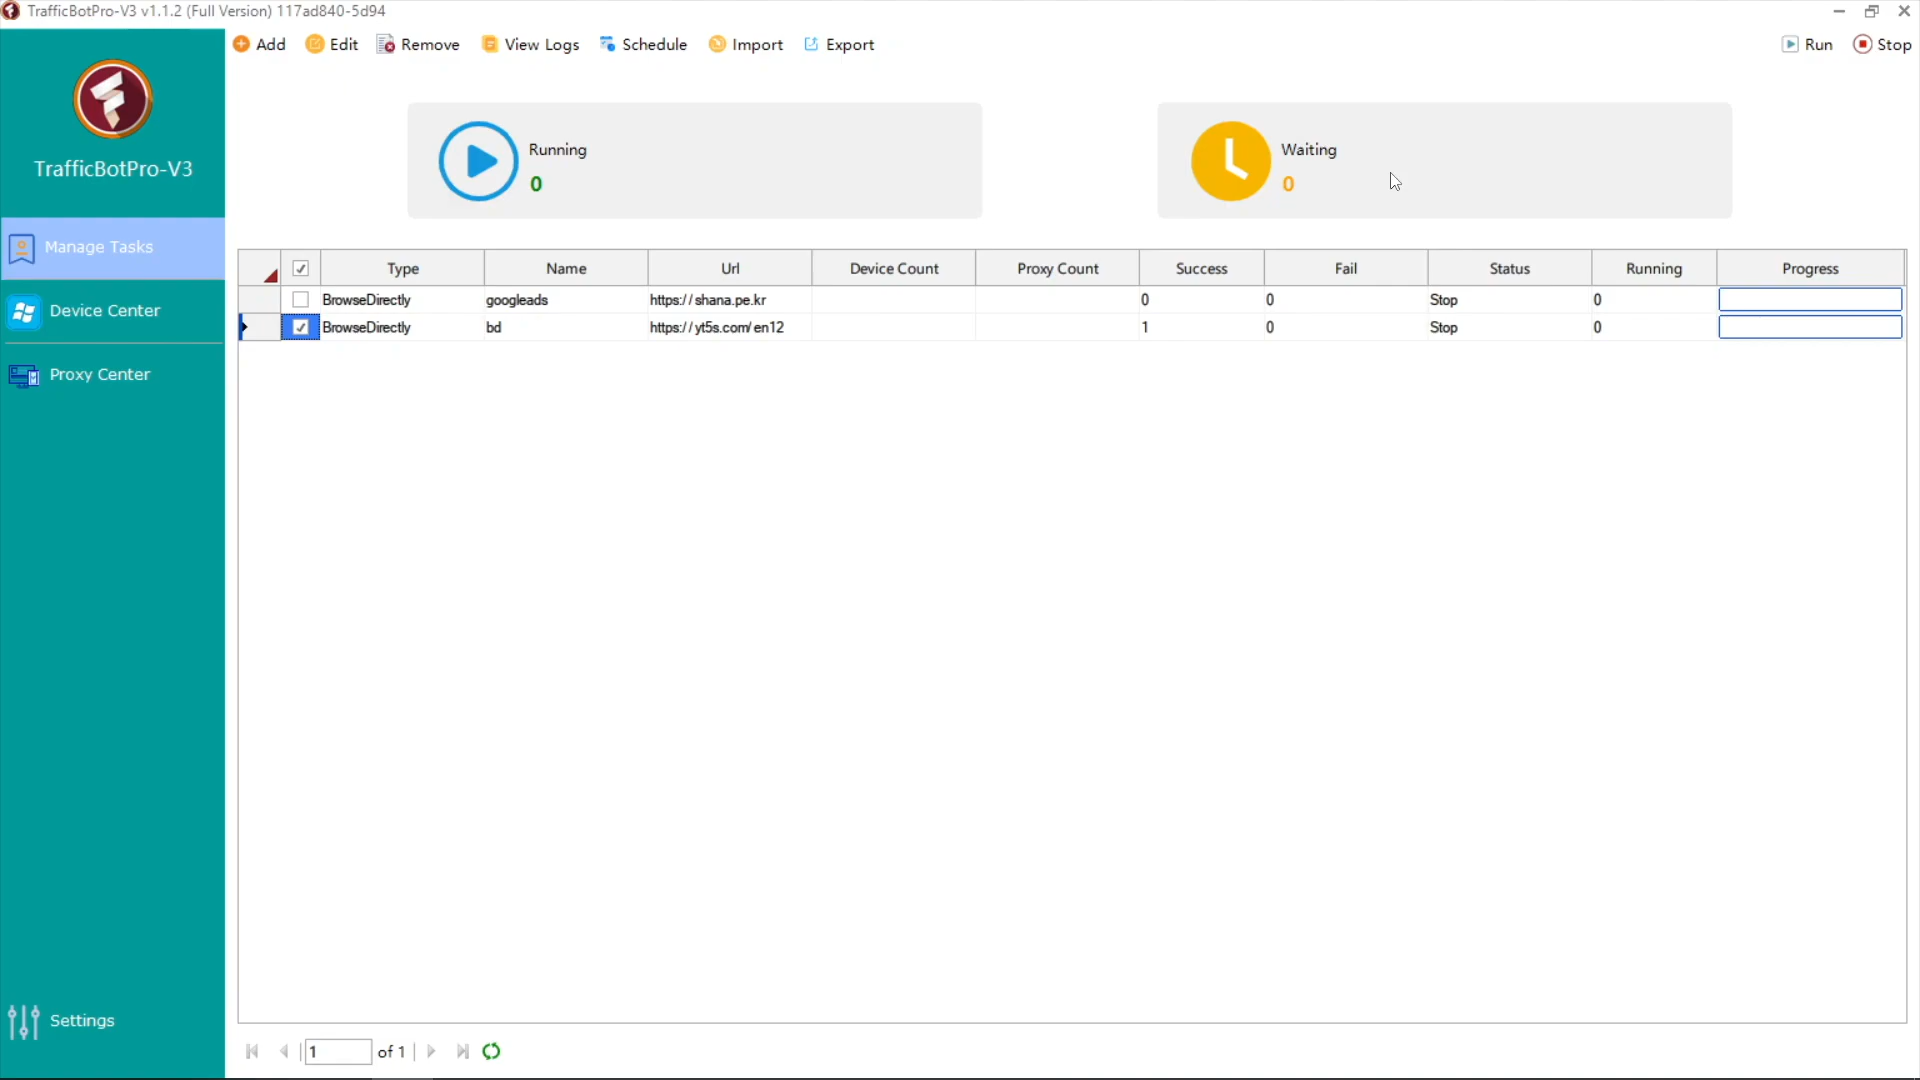 TrafficBotPro-V3 v1.1.2 (Full Version) 117ad840-5d94
Add Edit Remove View Logs Schedule Import Export Run Stop
TrafficBotPro-V3
Running
0
Waiting
0
Manage Tasks
Device Center
Proxy Center
Settings
Type Name Url Device Count Proxy Count Success Fail Status Running Progress
BrowseDirectly googleads https://shana.pe.kr 0 0 Stop 0
BrowseDirectly bd https://yt5s.com/en12 1 0 Stop 0
1 of 1